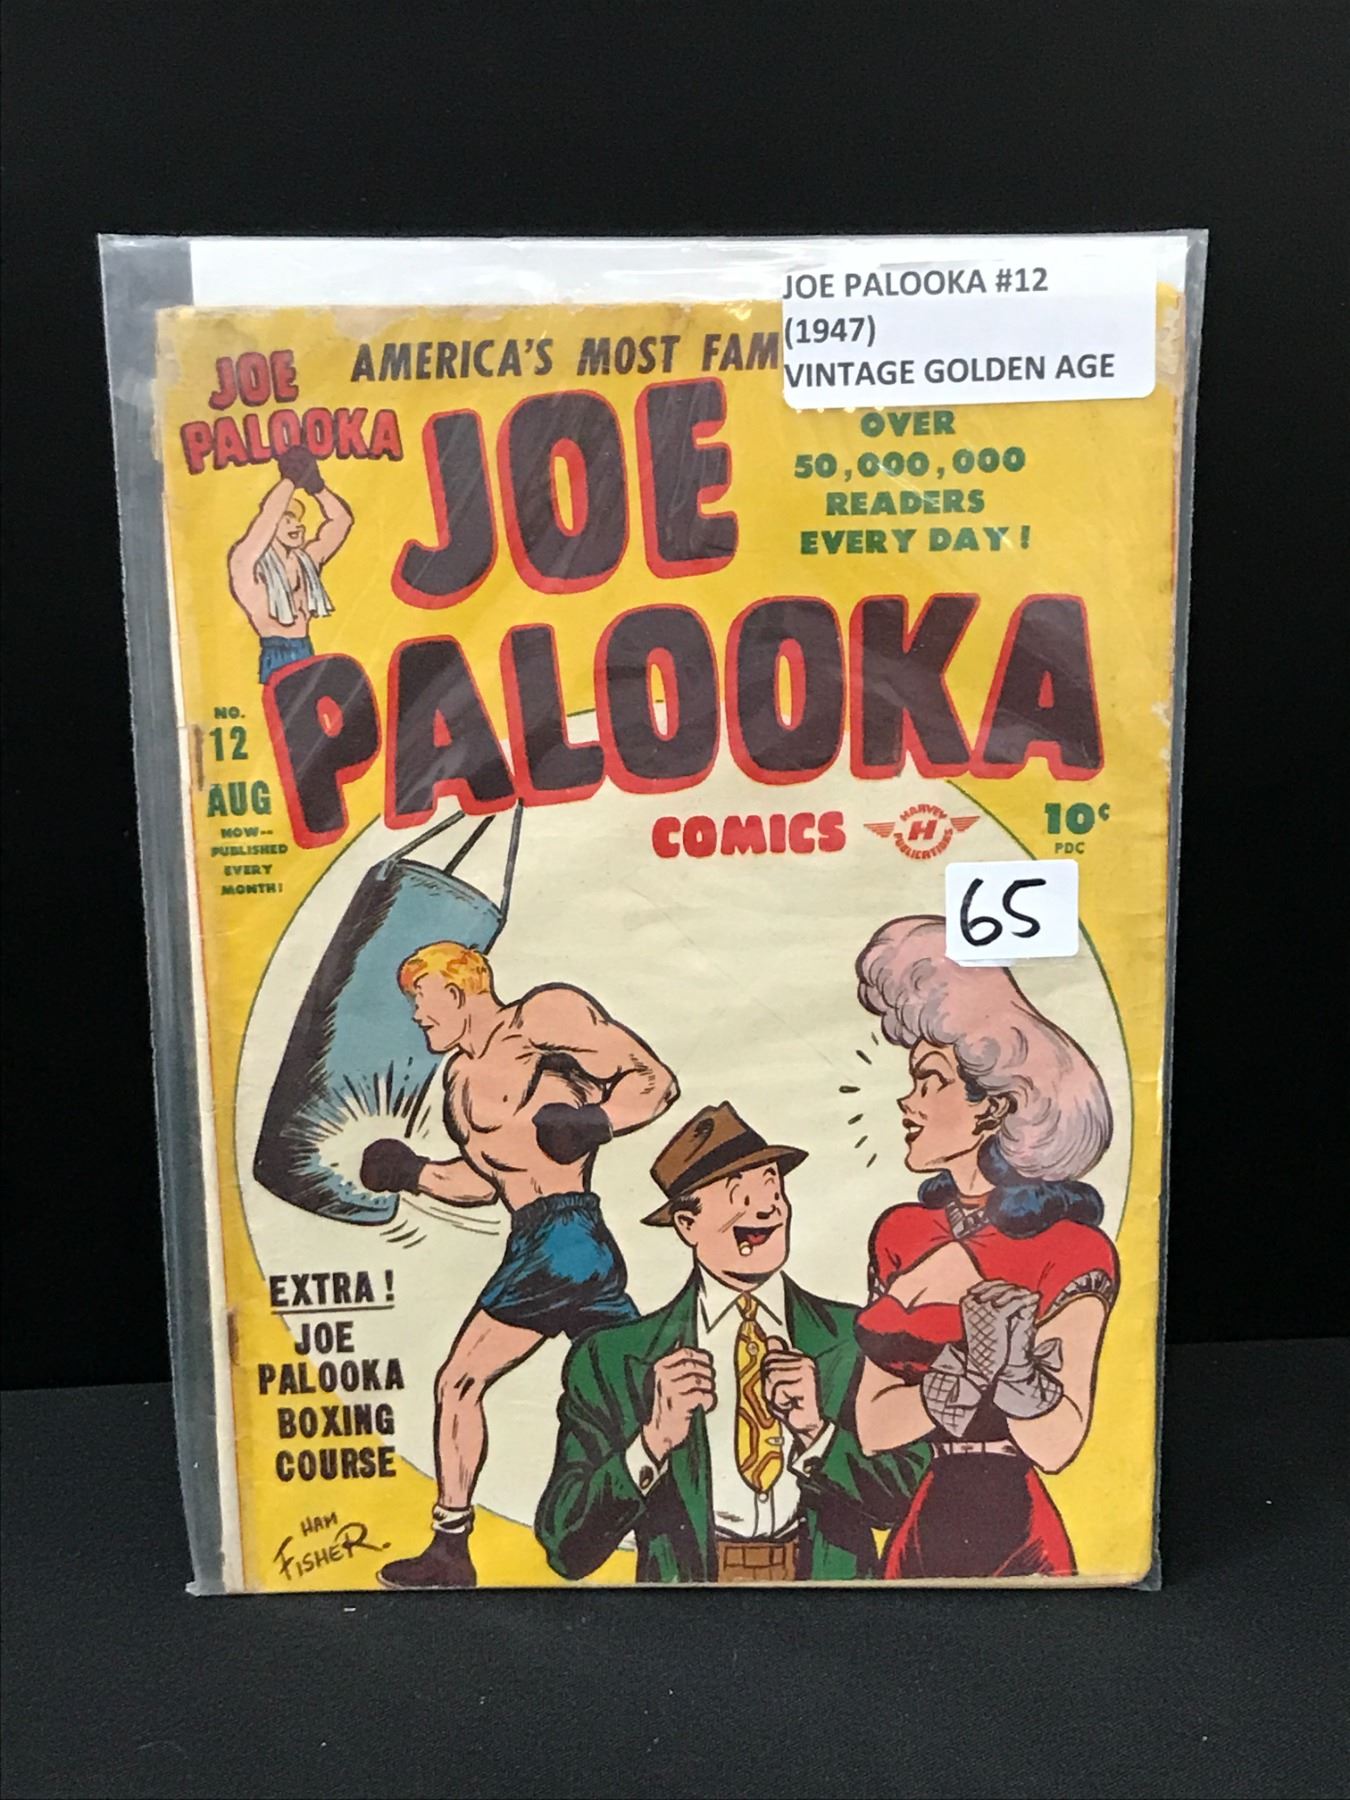 JOE PALOOKA #12
(1947)
VINTAGE GOLDEN AGE
AMERICA'S MOST FAM
JOE
PALOOKA
JOE
PALOOKA
OVER
50,000,000
READERS
EVERY DAY!
NO.
12
AUG
NOW--
PUBLISHED
EVERY
MONTH!
COMICS
HARVEY
H
PUBLICATIONS
10¢
PDC
65
EXTRA!
JOE
PALOOKA
BOXING
COURSE
HAM
FISHER.